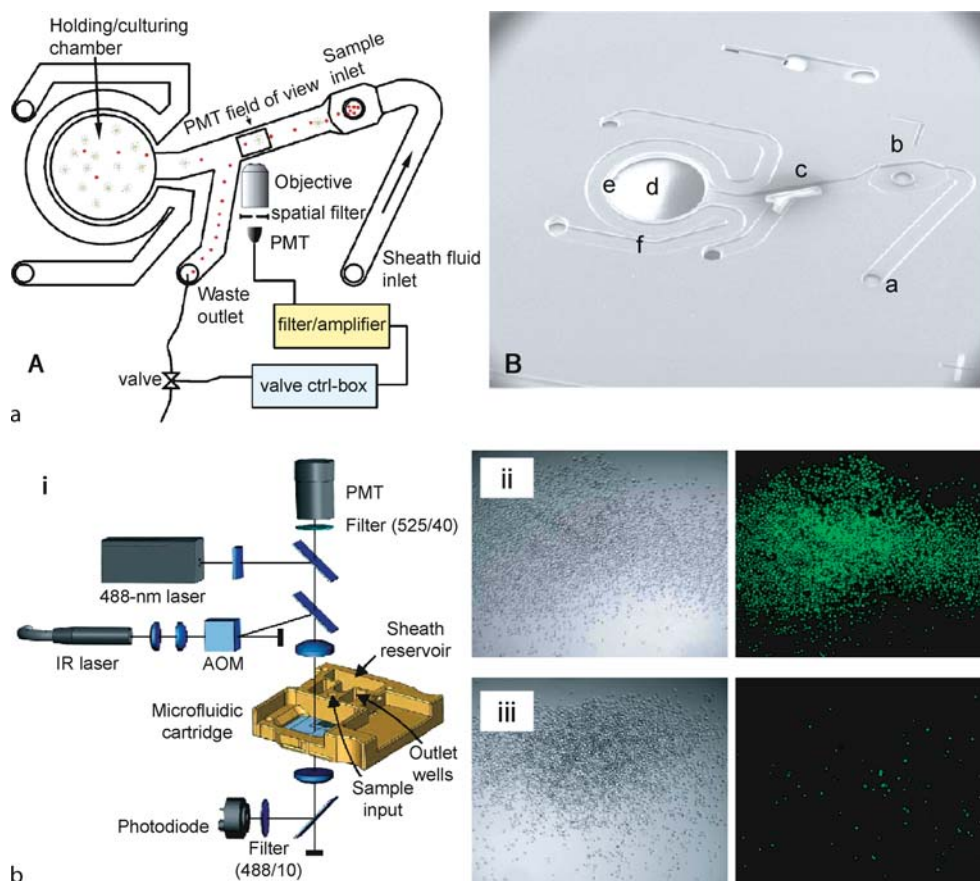 Holding/culturing
chamber
PMT field of view
Sample
inlet
Objective
spatial filter
PMT
Sheath fluid
inlet
Waste
outlet
filter/amplifier
valve
valve ctrl-box
A
a
b
c
d
e
f
a
B
i
PMT
Filter (525/40)
488-nm laser
IR laser
AOM
Sheath
reservoir
Microfluidic
cartridge
Outlet
wells
Sample
input
Photodiode
Filter
(488/10)
b
ii
iii